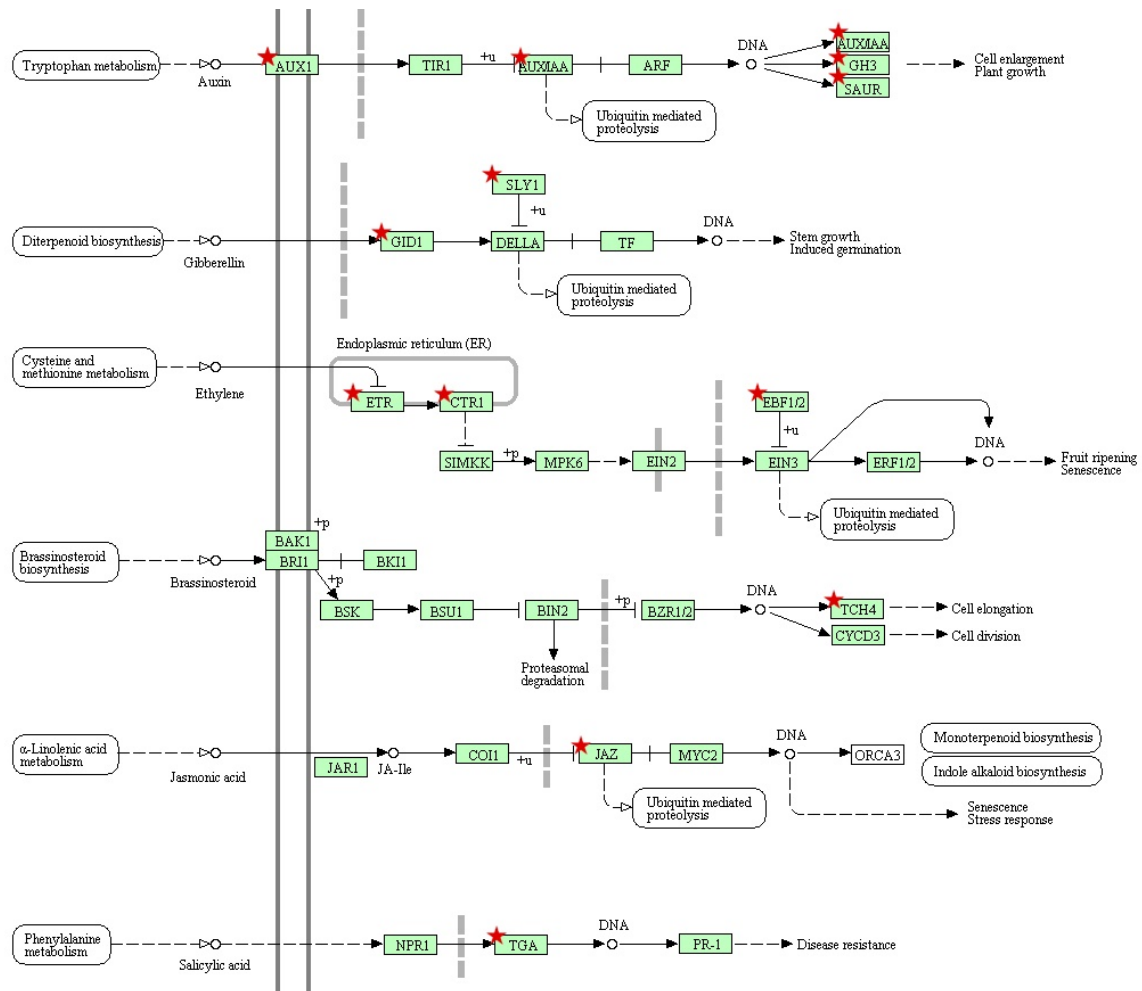 Tryptophan metabolism
Auxin
AUX1
TIR1
+u
AUX/IAA
ARF
DNA
AUX/IAA
GH3
SAUR
Cell enlargement
Plant growth
Ubiquitin mediated
proteolysis
Diterpenoid biosynthesis
Gibberellin
GID1
SLY1
+u
DELLA
TF
DNA
Stem growth
Induced germination
Ubiquitin mediated
proteolysis
Cysteine and
methionine metabolism
Ethylene
Endoplasmic reticulum (ER)
ETR
CTR1
SIMKK
+p
MPK6
EIN2
EBF1/2
+u
EIN3
ERF1/2
DNA
Fruit ripening
Senescence
Ubiquitin mediated
proteolysis
Brassinosteroid
biosynthesis
Brassinosteroid
+p
BAK1
BRI1
BKI1
+p
BSK
BSU1
BIN2
+p
BZR1/2
DNA
TCH4
Cell elongation
CYCD3
Cell division
Proteasomal
degradation
α-Linolenic acid
metabolism
Jasmonic acid
JAR1
JA-Ile
COI1
+u
JAZ
MYC2
DNA
ORCA3
Monoterpenoid biosynthesis
Indole alkaloid biosynthesis
Ubiquitin mediated
proteolysis
Senescence
Stress response
Phenylalanine
metabolism
Salicylic acid
NPR1
TGA
DNA
PR-1
Disease resistance